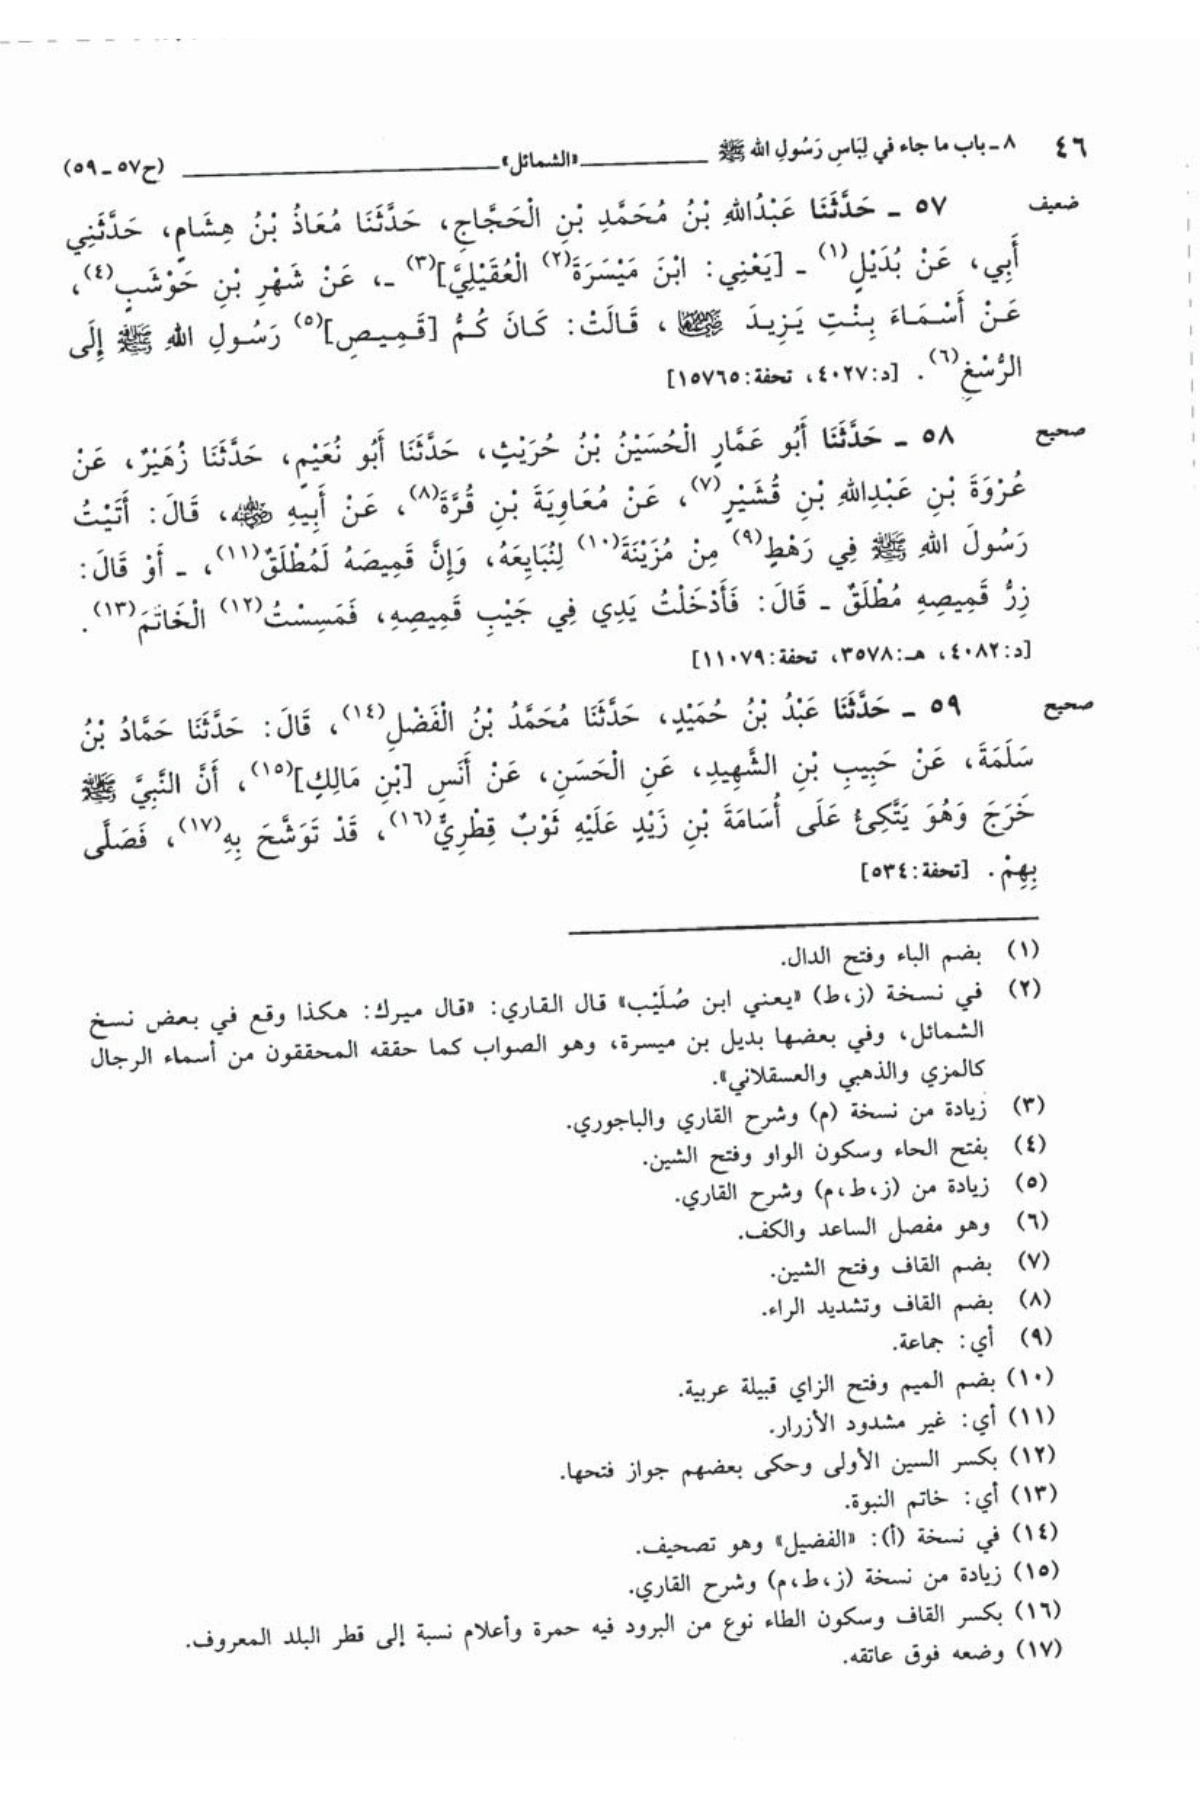 ٤٦ ٨ ـ باب ما جاء في لِبَاسِ رَسُولِ الله ﷺ «الشمائل» (ح٥٧ ـ ٥٩)
ضعيف ٥٧ ـ حَدَّثَنَا عَبْدُاللهِ بْنُ مُحَمَّدِ بْنِ الْحَجَّاجِ، حَدَّثَنَا مُعَاذُ بْنُ هِشَامٍ، حَدَّثَنِي
أَبِي، عَنْ بُدَيْلٍ(١) ـ [يَعْنِي: ابْنَ مَيْسَرَةَ(٢) الْعُقَيْلِيَّ](٣) ـ، عَنْ شَهْرِ بْنِ حَوْشَبٍ(٤)،
عَنْ أَسْمَاءَ بِنْتِ يَزِيدَ ﵂، قَالَتْ: كَانَ كُمُّ [قَمِيصِ](٥) رَسُولِ اللهِ ﷺ إِلَى
الرُّسْغِ(٦). [د:٤٠٢٧، تحفة:١٥٧٦٥]
صحيح ٥٨ ـ حَدَّثَنَا أَبُو عَمَّارٍ الْحُسَيْنُ بْنُ حُرَيْثٍ، حَدَّثَنَا أَبُو نُعَيْمٍ، حَدَّثَنَا زُهَيْرٌ، عَنْ
عُرْوَةَ بْنِ عَبْدِاللهِ بْنِ قُشَيْرٍ(٧)، عَنْ مُعَاوِيَةَ بْنِ قُرَّةَ(٨)، عَنْ أَبِيهِ ﵁، قَالَ: أَتَيْتُ
رَسُولَ اللهِ ﷺ فِي رَهْطٍ(٩) مِنْ مُزَيْنَةَ(١٠) لِنُبَايِعَهُ، وَإِنَّ قَمِيصَهُ لَمُطْلَقٌ(١١)، ـ أَوْ قَالَ:
زِرُّ قَمِيصِهِ مُطْلَقٌ ـ قَالَ: فَأَدْخَلْتُ يَدِي فِي جَيْبِ قَمِيصِهِ، فَمَسِسْتُ(١٢) الْخَاتَمَ(١٣).
[د:٤٠٨٢، هـ:٣٥٧٨، تحفة:١١٠٧٩]
صحيح ٥٩ ـ حَدَّثَنَا عَبْدُ بْنُ حُمَيْدٍ، حَدَّثَنَا مُحَمَّدُ بْنُ الْفَضْلِ(١٤)، قَالَ: حَدَّثَنَا حَمَّادُ بْنُ
سَلَمَةَ، عَنْ حَبِيبِ بْنِ الشَّهِيدِ، عَنِ الْحَسَنِ، عَنْ أَنَسِ [بْنِ مَالِكٍ](١٥)، أَنَّ النَّبِيَّ ﷺ
خَرَجَ وَهُوَ يَتَّكِئُ عَلَى أُسَامَةَ بْنِ زَيْدٍ عَلَيْهِ ثَوْبٌ قِطْرِيٌّ(١٦)، قَدْ تَوَشَّحَ بِهِ(١٧)، فَصَلَّى
بِهِمْ. [تحفة:٥٣٤]
(١) بضم الباء وفتح الدال.
(٢) في نسخة (ز،ط) «يعني ابن صُلَيْب» قال القاري: «قال ميرك: هكذا وقع في بعض نسخ
الشمائل، وفي بعضها بديل بن ميسرة، وهو الصواب كما حققه المحققون من أسماء الرجال
كالمزي والذهبي والعسقلاني».
(٣) زيادة من نسخة (م) وشرح القاري والباجوري.
(٤) بفتح الحاء وسكون الواو وفتح الشين.
(٥) زيادة من (ز،ط،م) وشرح القاري.
(٦) وهو مفصل الساعد والكف.
(٧) بضم القاف وفتح الشين.
(٨) بضم القاف وتشديد الراء.
(٩) أي: جماعة.
(١٠) بضم الميم وفتح الزاي قبيلة عربية.
(١١) أي: غير مشدود الأزرار.
(١٢) بكسر السين الأولى وحكى بعضهم جواز فتحها.
(١٣) أي: خاتم النبوة.
(١٤) في نسخة (أ): «الفضيل» وهو تصحيف.
(١٥) زيادة من نسخة (ز،ط،م) وشرح القاري.
(١٦) بكسر القاف وسكون الطاء نوع من البرود فيه حمرة وأعلام نسبة إلى قطر البلد المعروف.
(١٧) وضعه فوق عاتقه.